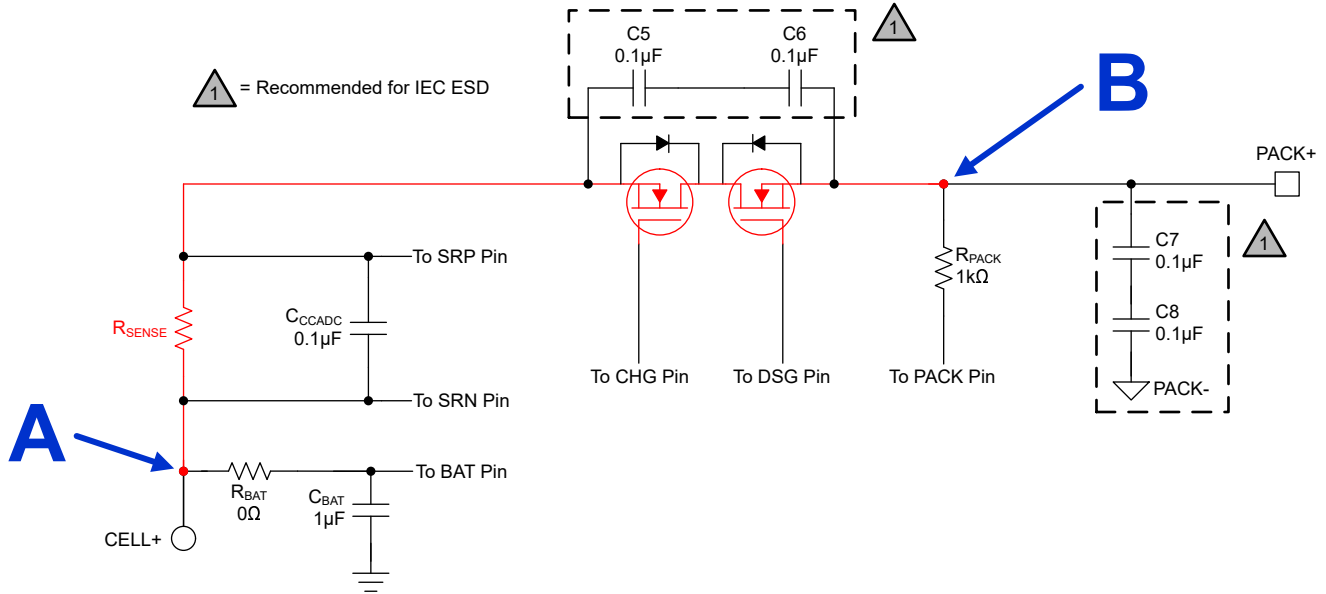 C5
0.1µF
C6
0.1µF
1
1
= Recommended for IEC ESD
B
PACK+
To SRP Pin
RPACK
1kΩ
C7
0.1µF
1
RSENSE
CCCADC
0.1µF
C8
0.1µF
To CHG Pin
To DSG Pin
To PACK Pin
PACK-
To SRN Pin
A
To BAT Pin
RBAT
0Ω
CBAT
1µF
CELL+